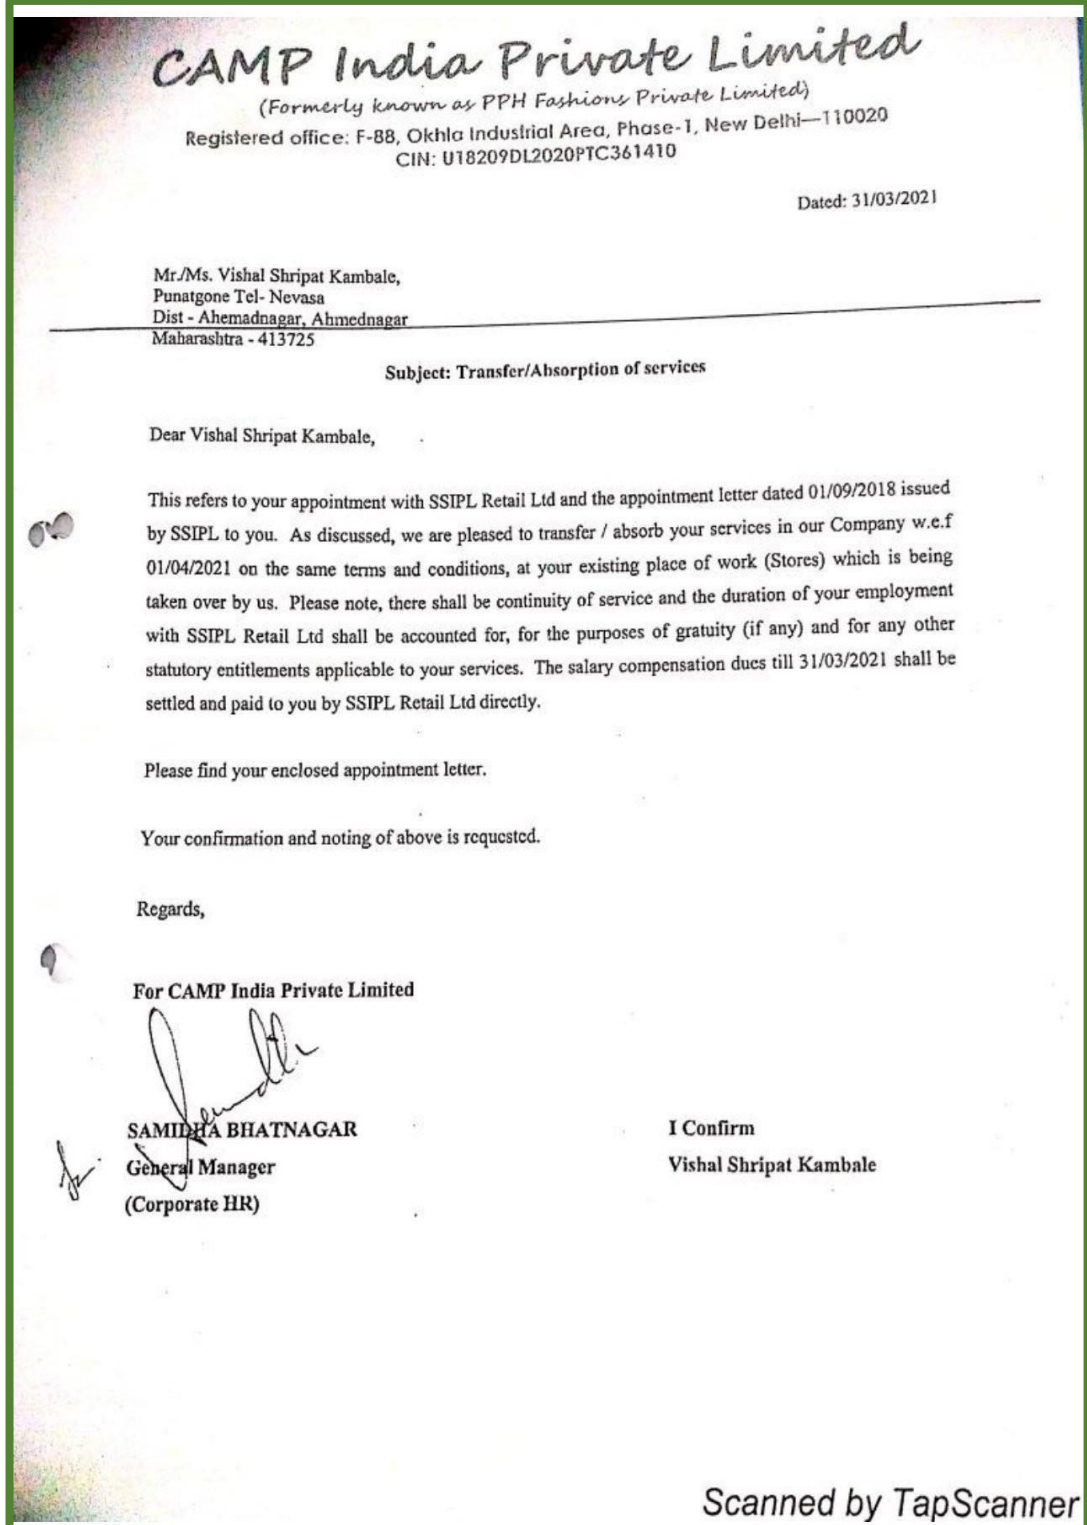 CAMP India Private Limited
(Formerly known as PPH Fashions Private Limited)
Registered office: F-88, Okhla Industrial Area, Phase-1, New Delhi—110020
CIN: U18209DL2020PTC361410
Dated: 31/03/2021
Mr./Ms. Vishal Shripat Kambale,
Punatgone Tel- Nevasa
Dist - Ahemadnagar, Ahmednagar
Maharashtra - 413725
Subject: Transfer/Absorption of services
Dear Vishal Shripat Kambale,
This refers to your appointment with SSIPL Retail Ltd and the appointment letter dated 01/09/2018 issued
by SSIPL to you. As discussed, we are pleased to transfer / absorb your services in our Company w.e.f
01/04/2021 on the same terms and conditions, at your existing place of work (Stores) which is being
taken over by us. Please note, there shall be continuity of service and the duration of your employment
with SSIPL Retail Ltd shall be accounted for, for the purposes of gratuity (if any) and for any other
statutory entitlements applicable to your services. The salary compensation dues till 31/03/2021 shall be
settled and paid to you by SSIPL Retail Ltd directly.
Please find your enclosed appointment letter.
Your confirmation and noting of above is requested.
Regards,
For CAMP India Private Limited
SAMIDHA BHATNAGAR
General Manager
(Corporate HR)
I Confirm
Vishal Shripat Kambale
Scanned by TapScanner